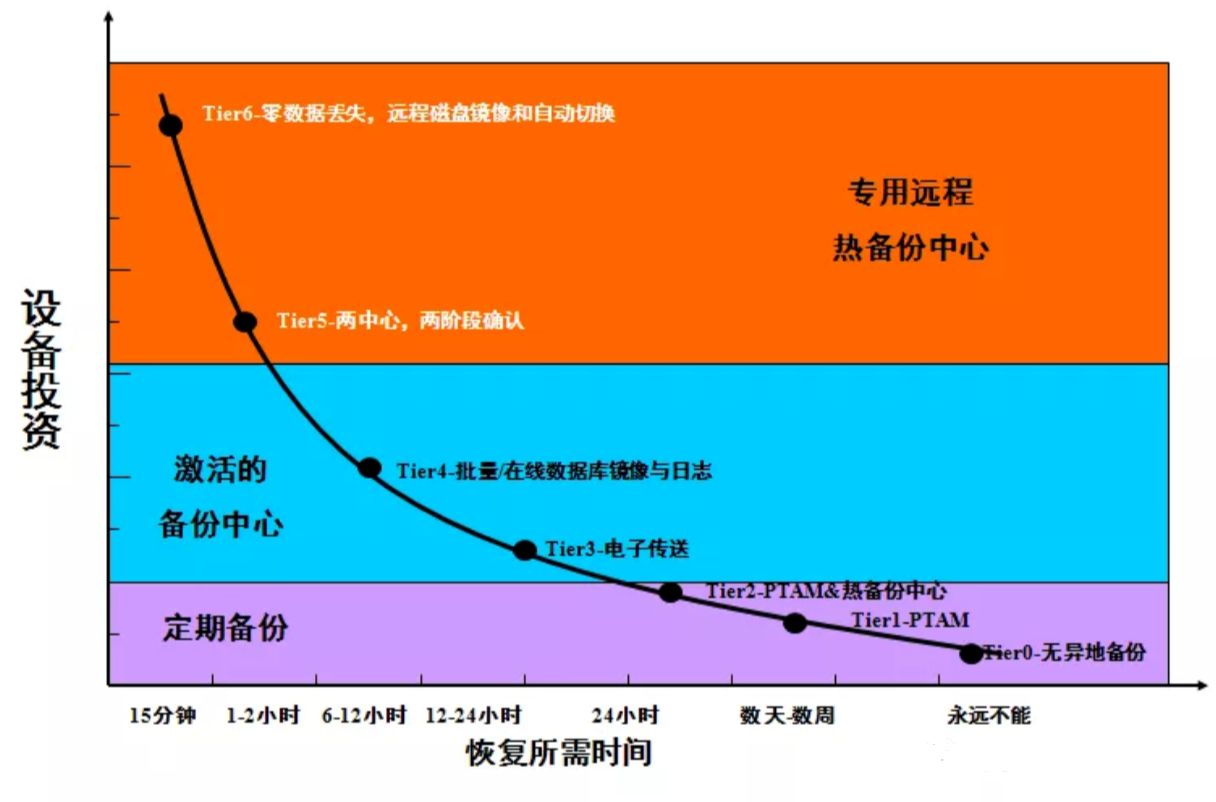 Tier6-零数据丢失，远程磁盘镜像和自动切换
专用远程
热备份中心
Tier5-两中心，两阶段确认
设备投资
激活的
备份中心
Tier4-批量/在线数据库镜像与日志
Tier3-电子传送
Tier2-PTAM&热备份中心
定期备份
Tier1-PTAM
Tier0-无异地备份
15分钟 1-2小时 6-12小时 12-24小时 24小时 数天-数周 永远不能
恢复所需时间